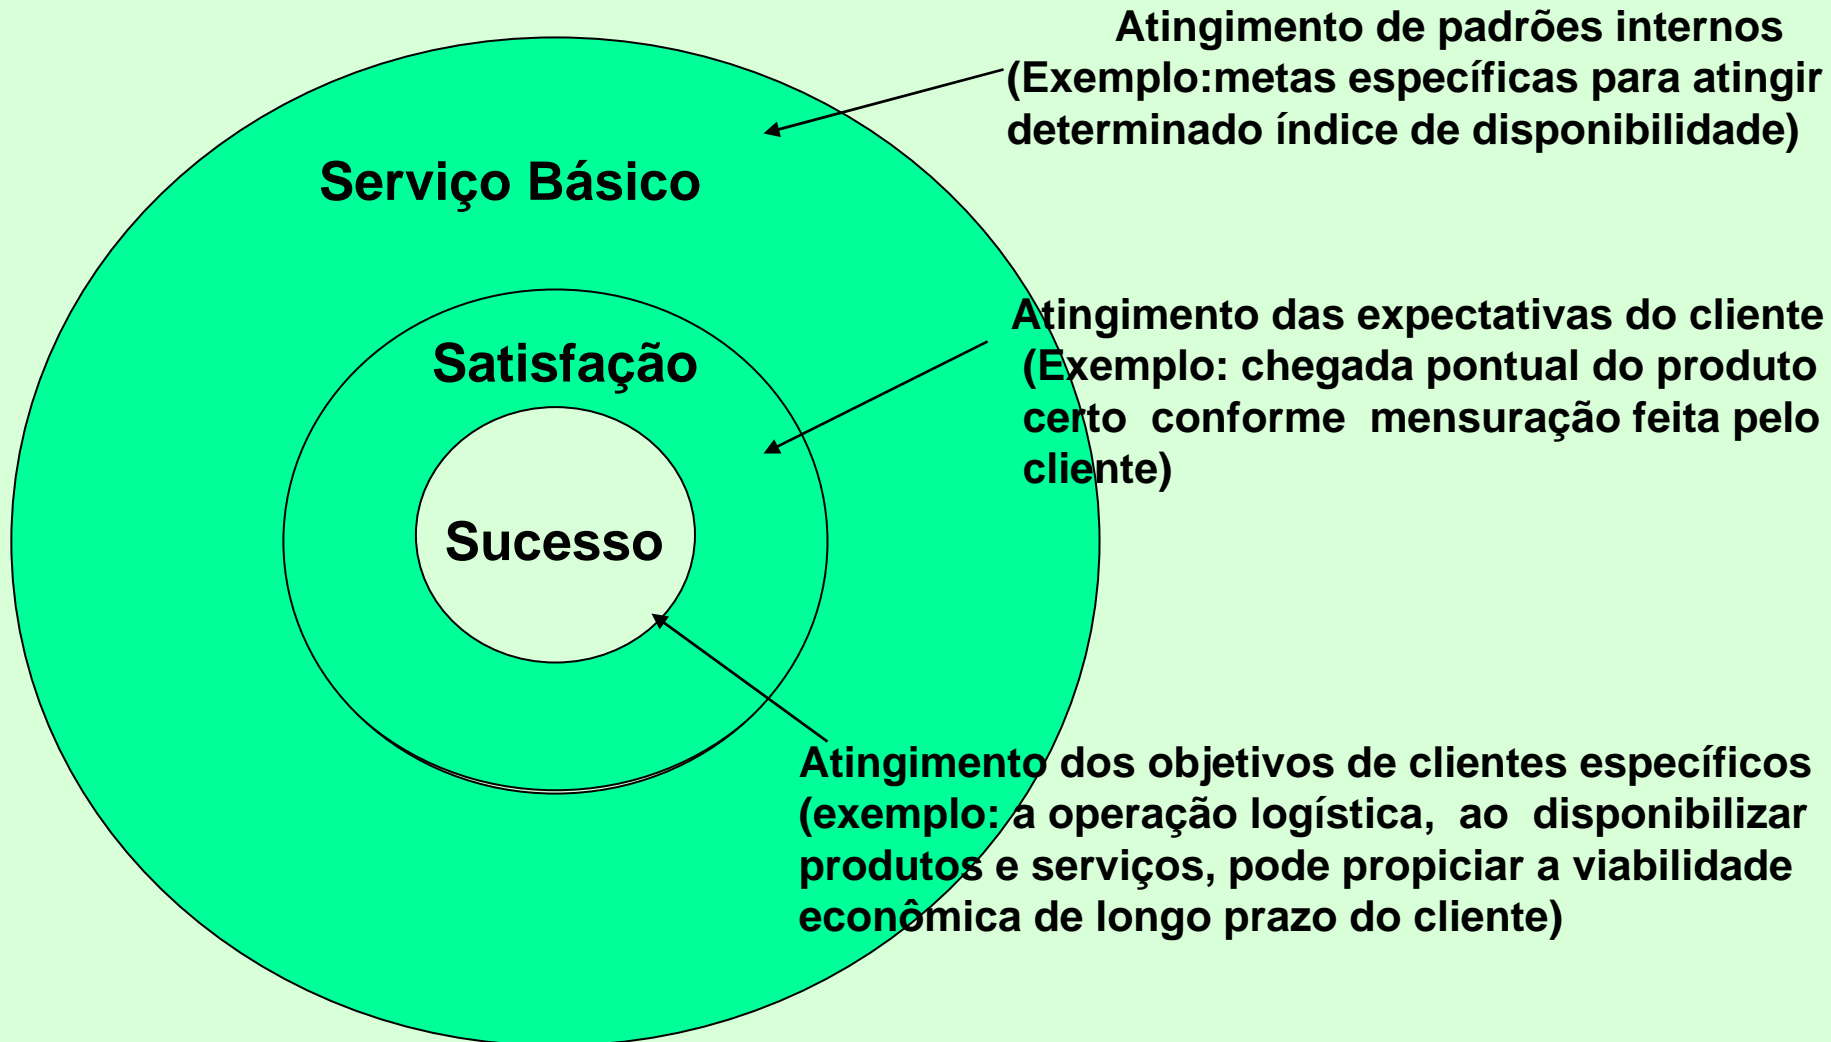 Atingimento de padrões internos
(Exemplo:metas específicas para atingir
determinado índice de disponibilidade)
Serviço Básico
Atingimento das expectativas do cliente
(Exemplo: chegada pontual do produto
certo conforme mensuração feita pelo
cliente)
Satisfação
Sucesso
Atingimento dos objetivos de clientes específicos
(exemplo: a operação logística, ao disponibilizar
produtos e serviços, pode propiciar a viabilidade
econômica de longo prazo do cliente)